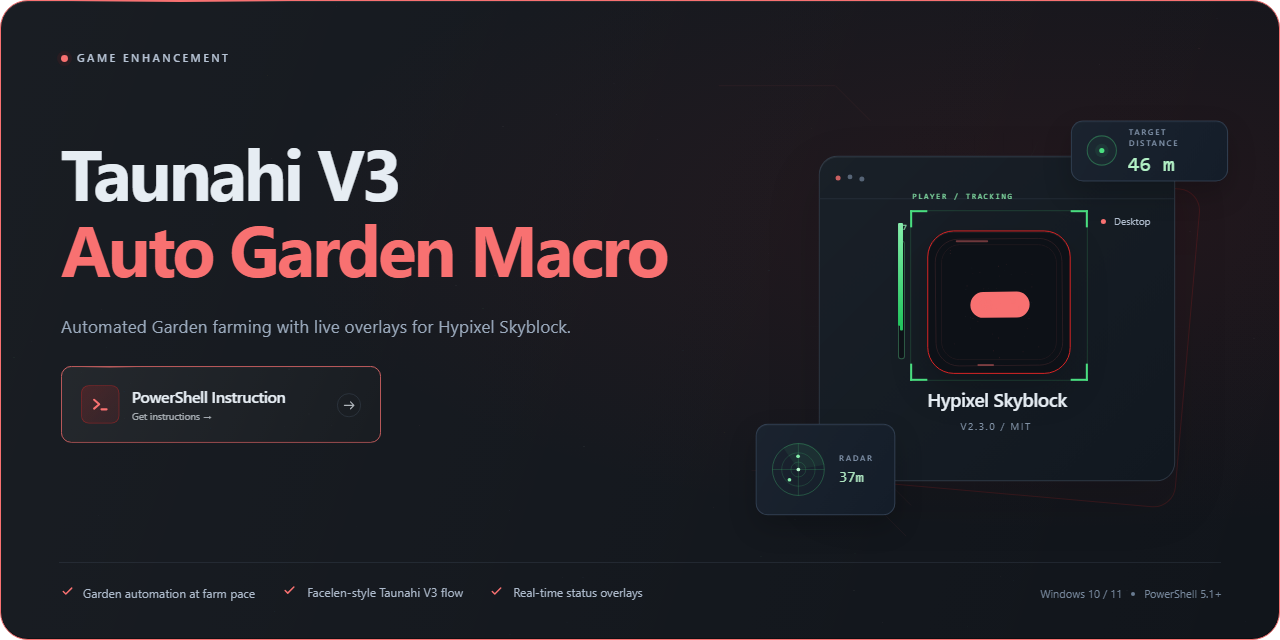 GAME ENHANCEMENT
Taunahi V3
Auto Garden Macro
Automated Garden farming with live overlays for Hypixel Skyblock.
>_
PowerShell Instruction
Get instructions →
TARGET
DISTANCE
46 m
PLAYER / TRACKING
Desktop
Hypixel Skyblock
V2.3.0 / MIT
RADAR
37m
Garden automation at farm pace
Facelen-style Taunahi V3 flow
Real-time status overlays
Windows 10 / 11 • PowerShell 5.1+